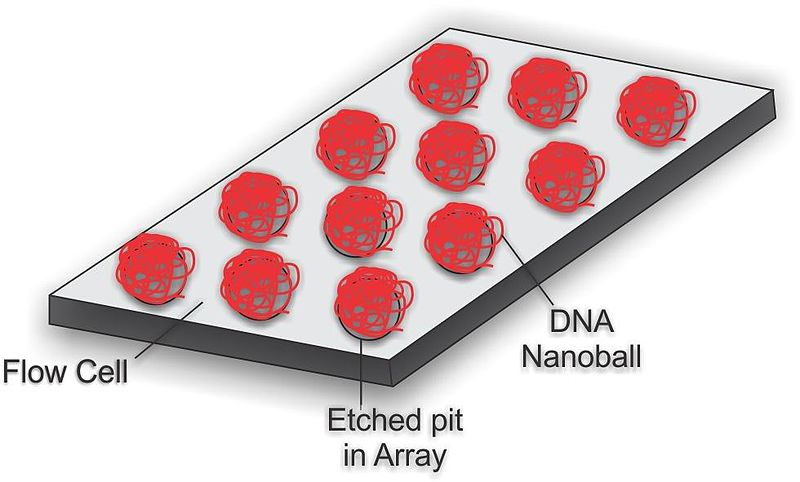 DNA
Nanoball
Flow Cell
Etched pit
in Array